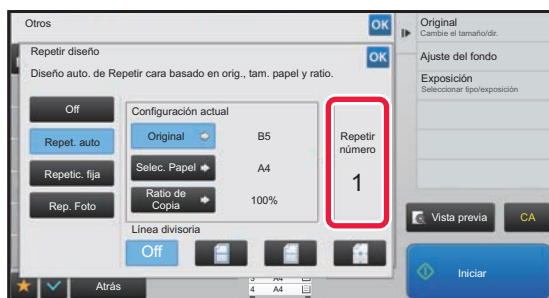 Otros
OK
Repetir diseño
OK
Diseño auto. de Repetir cara basado en orig., tam. papel y ratio.
Off
Repet. auto
Repetic. fija
Rep. Foto
Configuración actual
Original
B5
Selec. Papel
A4
Ratio de
Copia
100%
Línea divisoria
Off
Repetir
número
1
Atrás
3 A4
4 A4
Original
Cambie el tamaño/dir.
Ajuste del fondo
Exposición
Seleccionar tipo/exposición
Vista previa
CA
Iniciar